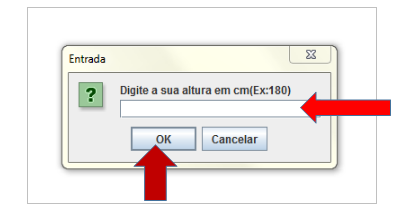 Entrada
?
Digite a sua altura em cm(Ex:180)
OK Cancelar